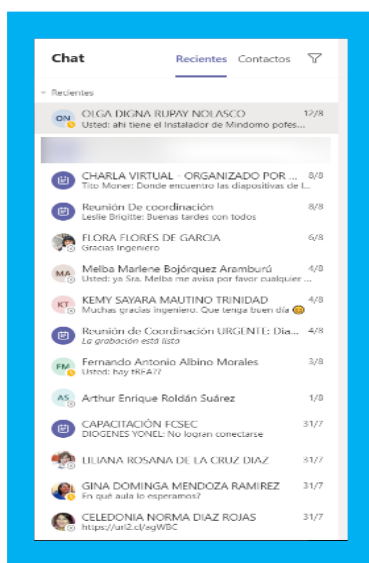 Chat Recientes Contactos
Recientes
ON OLGA DIGNA RUPAY NOLASCO 12/8
Usted: ahi tiene el Instalador de Mindomo pofes...
CHARLA VIRTUAL - ORGANIZADO POR ... 8/8
Tito Moner: Donde encuentro las diapositivas de l...
Reunión De coordinación 8/8
Leslie Brigitte: Buenas tardes con todos
FLORA FLORES DE GARCIA 6/8
Gracias Ingeniero
MA Melba Marlene Bojórquez Aramburú 4/8
Usted: ya Sra. Melba me avisa por favor cualquier ...
KT KEMY SAYARA MAUTINO TRINIDAD 4/8
Muchas gracias ingeniero. Que tenga buen día 😊
Reunión de Coordinación URGENTE: Dia... 4/8
La grabación está lista
FM Fernando Antonio Albino Morales 3/8
Usted: hay tREA??
AS Arthur Enrique Roldán Suárez 1/8
CAPACITACIÓN FCSEC 31/7
DIOGENES YONEL: No logran conectarse
LILIANA ROSANA DE LA CRUZ DIAZ 31/7
GINA DOMINGA MENDOZA RAMIREZ 31/7
En qué aula lo esperamos?
CELEDONIA NORMA DIAZ ROJAS 31/7
https://url2.cl/agWBC